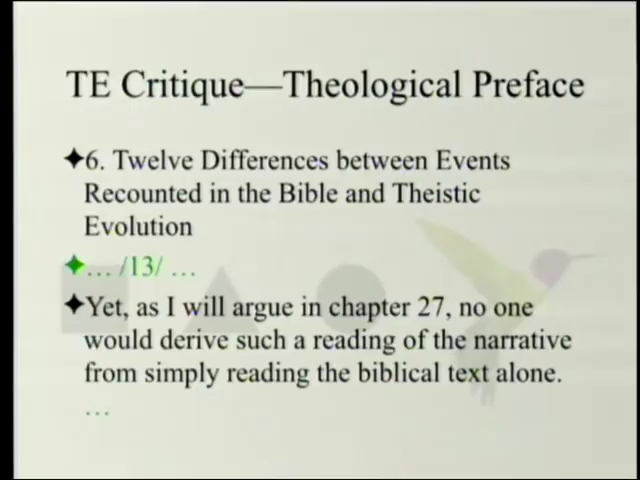 TE Critique—Theological Preface
✦6. Twelve Differences between Events
Recounted in the Bible and Theistic
Evolution
✦… /13/ …
✦Yet, as I will argue in chapter 27, no one
would derive such a reading of the narrative
from simply reading the biblical text alone.
…